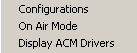 Configurations
On Air Mode
Display ACM Drivers